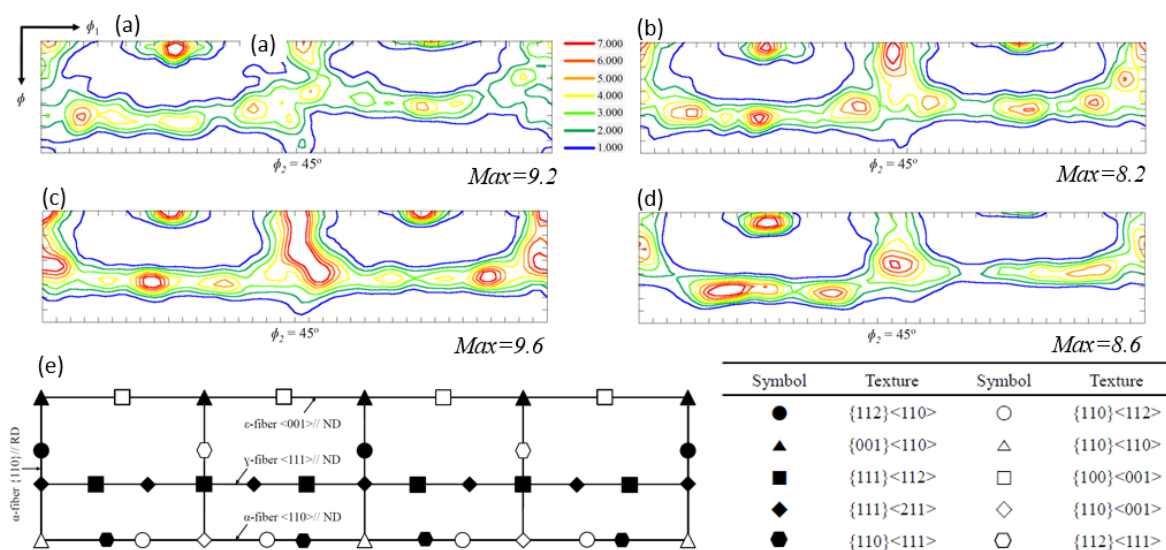 (a)
ϕ1
(a)
ϕ
7.000
6.000
5.000
4.000
3.000
2.000
1.000
ϕ2 = 45°
Max=9.2
(b)
ϕ2 = 45°
Max=8.2
(c)
ϕ2 = 45°
Max=9.6
(d)
ϕ2 = 45°
Max=8.6
(e)
ε-fiber <001>// ND
γ-fiber <111>// ND
α-fiber {110}// RD
α-fiber <110>// ND
Symbol Texture Symbol Texture
{112}<110> {110}<112>
{001}<110> {110}<110>
{111}<112> {100}<001>
{111}<211> {110}<001>
{110}<111> {112}<111>